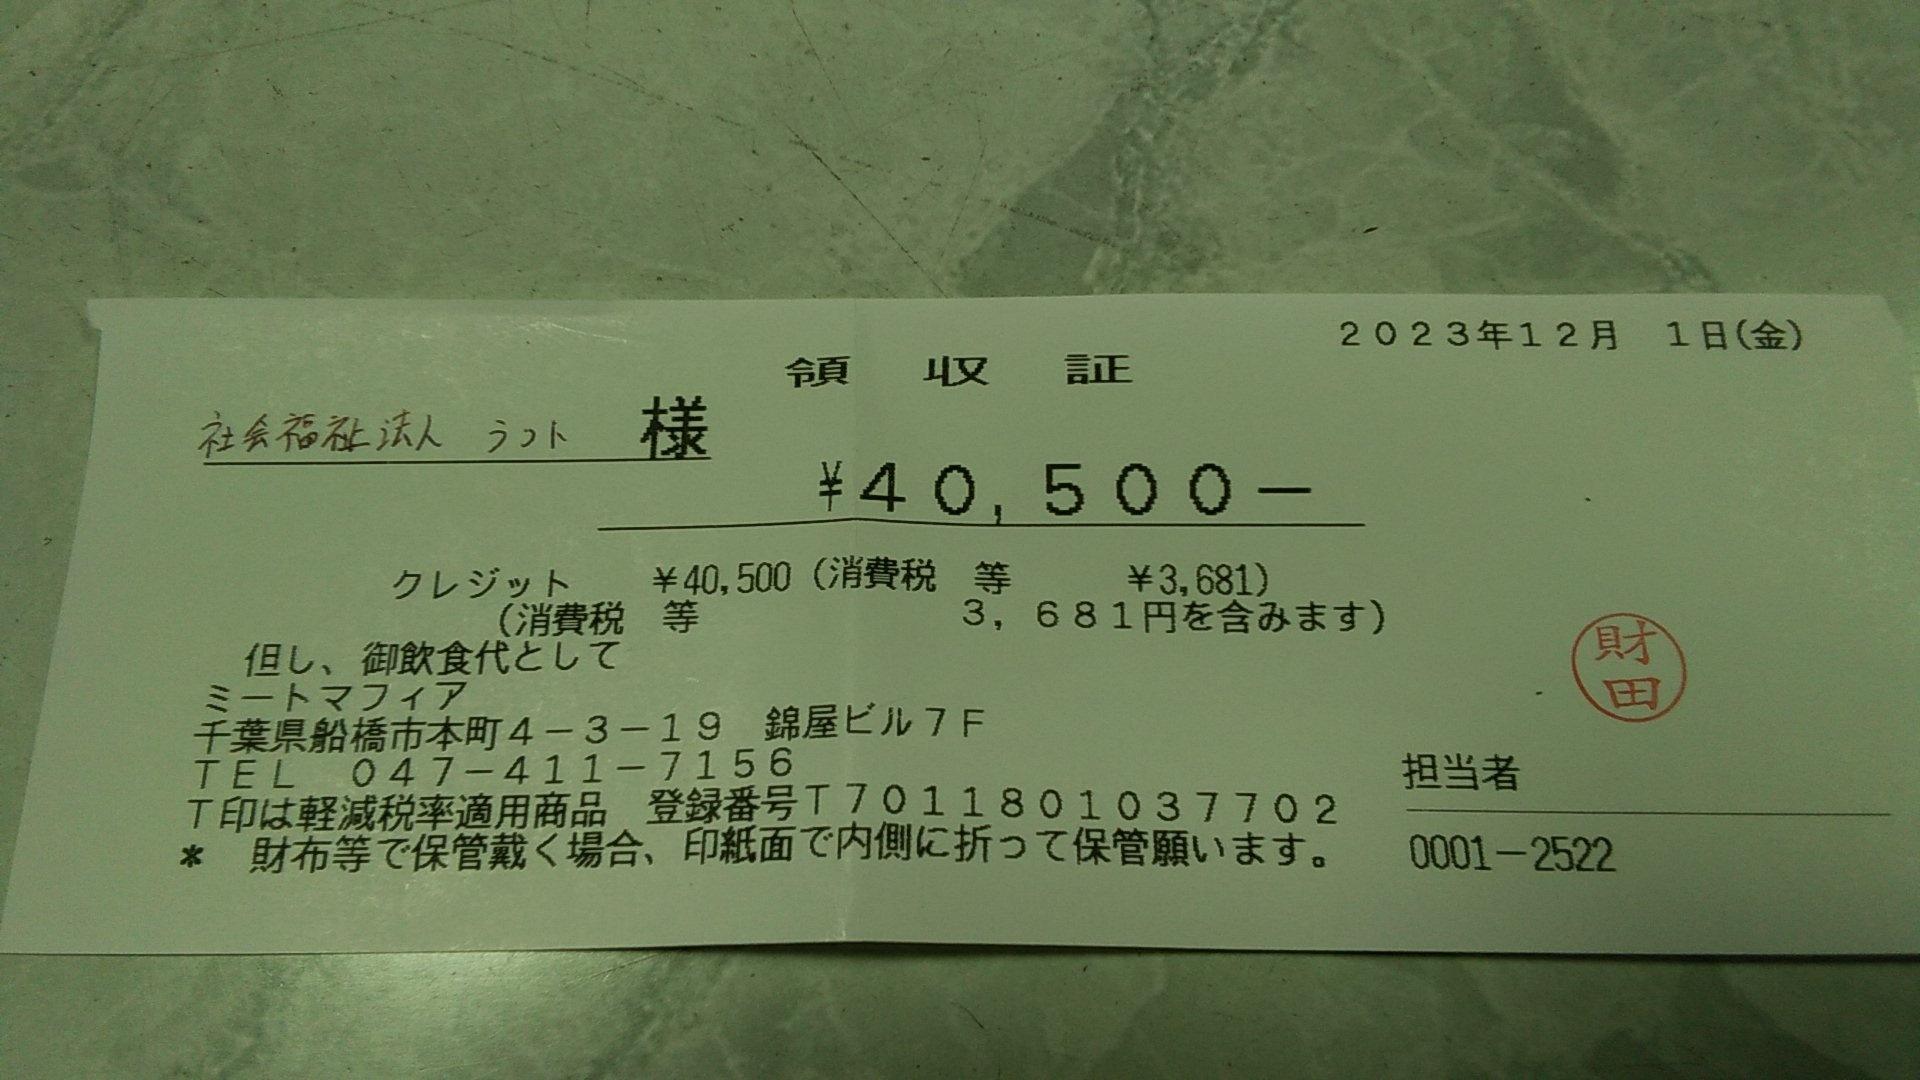 2023年12月 1日(金)
領 収 証
社会福祉法人 ラフト 様
¥40,500-
クレジット ¥40,500 (消費税 等 ¥3,681)
(消費税 等 3,681円を含みます)
但し、御飲食代として
ミートマフィア
千葉県船橋市本町4-3-19 錦屋ビル7F
TEL 047-411-7156
T印は軽減税率適用商品 登録番号T7011801037702
* 財布等で保管戴く場合、印紙面で内側に折って保管願います。
財田
担当者
0001-2522